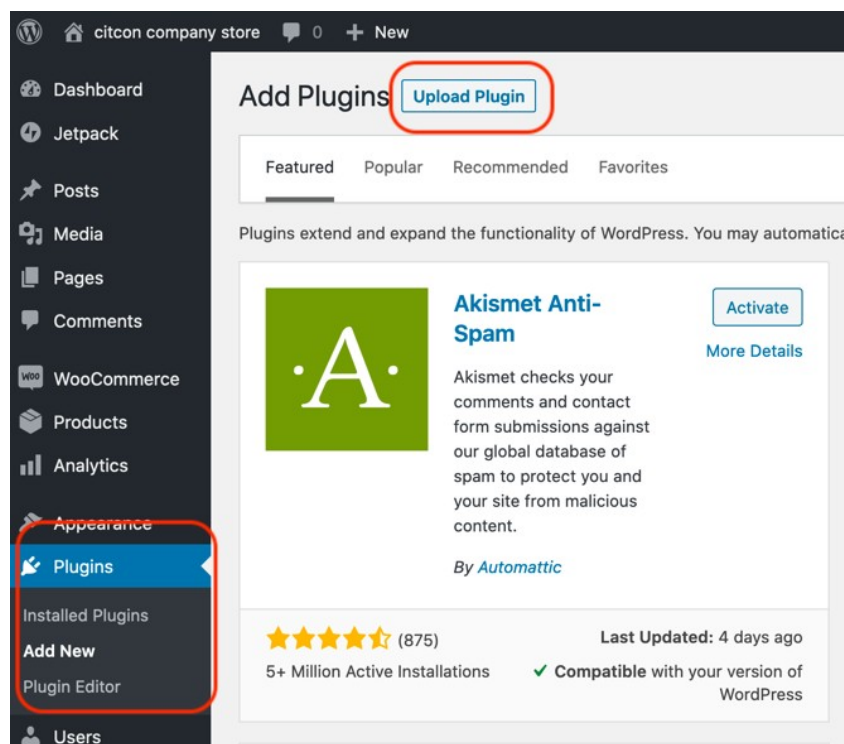 citcon company store 0 + New
Dashboard
Jetpack
Posts
Media
Pages
Comments
Woo WooCommerce
Products
Analytics
Appearance
Plugins
Installed Plugins
Add New
Plugin Editor
Users
Add Plugins Upload Plugin
Featured Popular Recommended Favorites
Plugins extend and expand the functionality of WordPress. You may automatica
·A·
Akismet Anti-
Spam
Activate
More Details
Akismet checks your
comments and contact
form submissions against
our global database of
spam to protect you and
your site from malicious
content.
By Automattic
(875)
5+ Million Active Installations
Last Updated: 4 days ago
✓ Compatible with your version of
WordPress